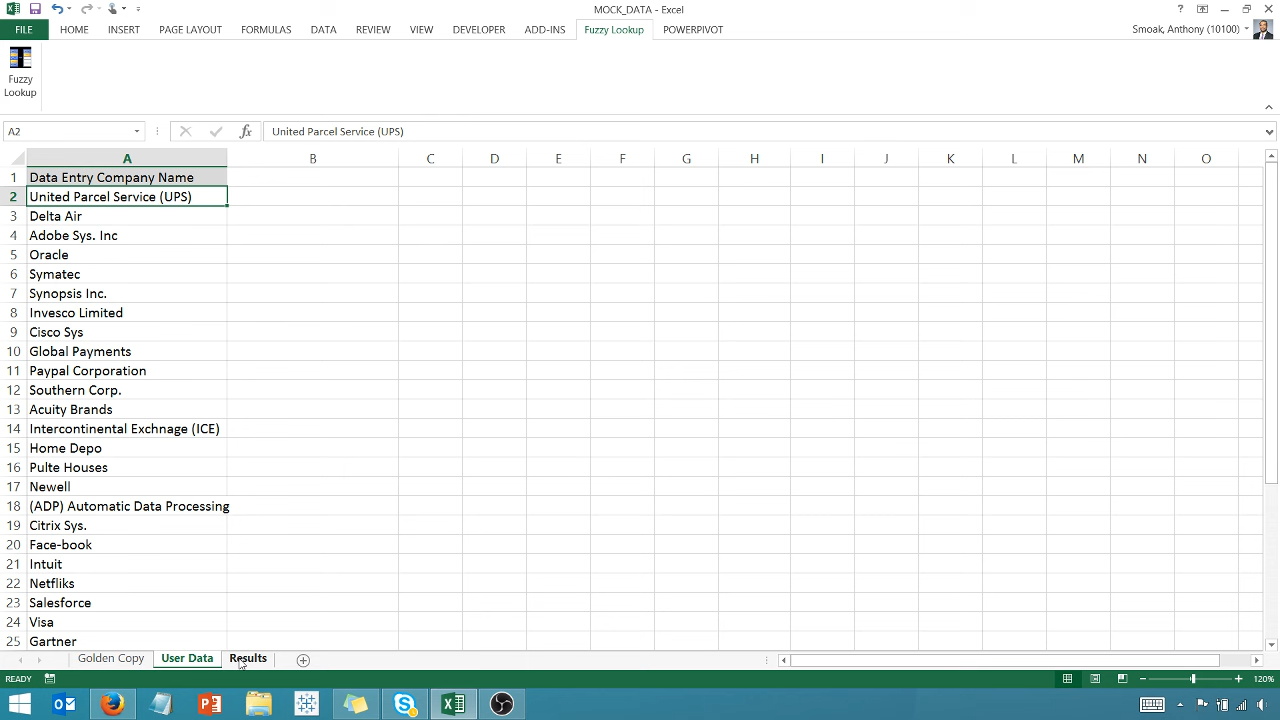 MOCK_DATA - Excel
FILE HOME INSERT PAGE LAYOUT FORMULAS DATA REVIEW VIEW DEVELOPER ADD-INS Fuzzy Lookup POWERPIVOT Smoak, Anthony (10100)
Fuzzy
Lookup
A2 fx United Parcel Service (UPS)
A B C D E F G H I J K L M N O
1 Data Entry Company Name
2 United Parcel Service (UPS)
3 Delta Air
4 Adobe Sys. Inc
5 Oracle
6 Symatec
7 Synopsis Inc.
8 Invesco Limited
9 Cisco Sys
10 Global Payments
11 Paypal Corporation
12 Southern Corp.
13 Acuity Brands
14 Intercontinental Exchnage (ICE)
15 Home Depo
16 Pulte Houses
17 Newell
18 (ADP) Automatic Data Processing
19 Citrix Sys.
20 Face-book
21 Intuit
22 Netfliks
23 Salesforce
24 Visa
25 Gartner
Golden Copy User Data Results
READY 120%